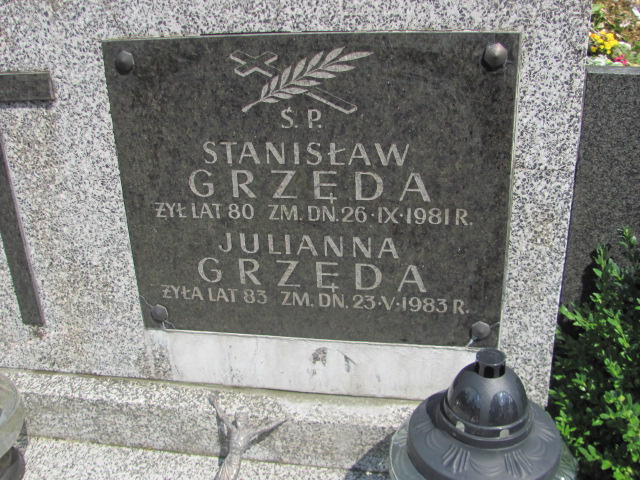 Ś. P.
STANISŁAW
GRZĘDA
ŻYŁ LAT 80 ZM. DN. 26·IX·1981 R.
JULIANNA
GRZĘDA
ŻYŁA LAT 83 ZM. DN. 23·V·1983 R.